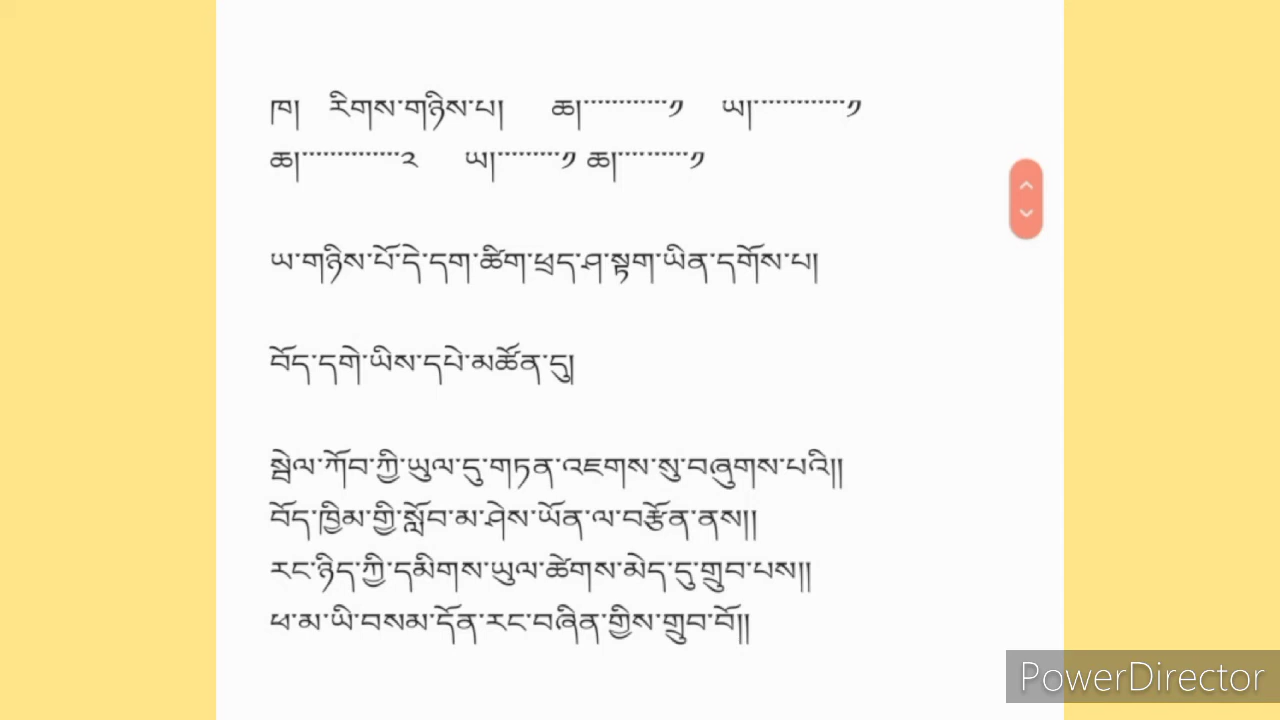 ཁ། རིགས་གཉིས་པ། ཆ།............༡ ཡ།.............༡
ཆ།..............༢ ཡ།.........༡ ཆ།..........༡
ཡ་གཉིས་པོ་དེ་དག་ཚིག་ཕྲད་ཤ་སྟག་ཡིན་དགོས་པ།
བོད་དགེ་ཡིས་དཔེ་མཚོན་དུ།
སྦེལ་ཀོབ་ཀྱི་ཡུལ་དུ་གཏན་འཇགས་སུ་བཞུགས་པའི།།
བོད་ཁྱིམ་གྱི་སློབ་མ་ཤེས་ཡོན་ལ་བརྩོན་ནས།།
རང་ཉིད་ཀྱི་དམིགས་ཡུལ་ཚེགས་མེད་དུ་གྲུབ་པས།།
ཕ་མ་ཡི་བསམ་དོན་རང་བཞིན་གྱིས་གྲུབ་བོ།།
PowerDirector